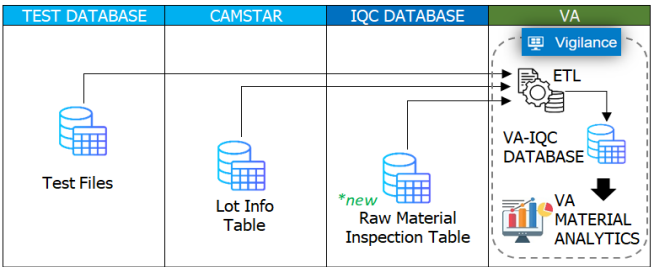 TEST DATABASE
CAMSTAR
IQC DATABASE
VA
Vigilance
ETL
VA-IQC
DATABASE
Test Files
Lot Info
Table
*new
Raw Material
Inspection Table
VA
MATERIAL
ANALYTICS